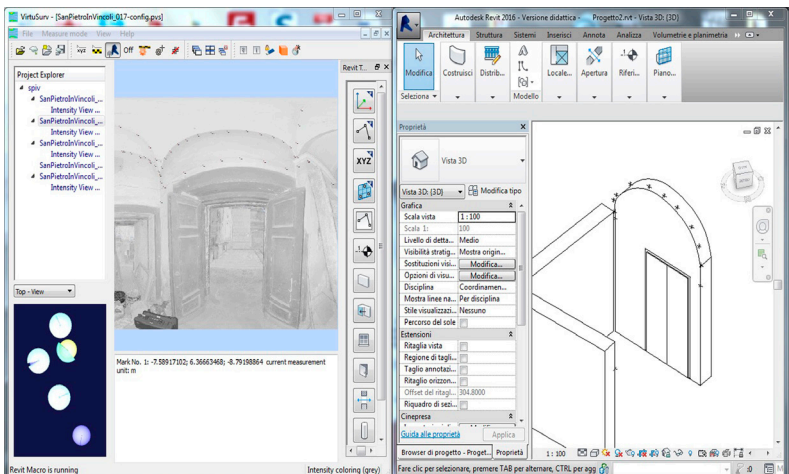 VirtuSurv - [SanPietroInVincoli_017-config.pvs]
File Measure mode View Help
Off
Project Explorer
spiv
SanPietroInVincoli_...
Intensity View ...
SanPietroInVincoli_...
Intensity View ...
SanPietroInVincoli_...
Intensity View ...
SanPietroInVincoli_...
SanPietroInVincoli_...
Intensity View ...
Top - View
Revit T...
XYZ
Mark No. 1: -7.58917102; 6.36663468; -8.79198864 current measurement
unit: m
Revit Macro is running
Intensity coloring (grey)
Autodesk Revit 2016 - Versione didattica - Progetto2.rvt - Vista 3D: {3D}
Architettura Struttura Sistemi Inserisci Annota Analizza Volumetrie e planimetria
Modifica Costruisci Distrib... Locale... Apertura Riferi... Piano...
Seleziona Modello
Proprietà
Vista 3D
Vista 3D: {3D} Modifica tipo
Grafica
Scala vista 1 : 100
Scala 1: 100
Livello di detta... Medio
Visibilità stratig... Mostra origin...
Sostituzioni visi... Modifica...
Opzioni di visu... Modifica...
Disciplina Coordinamen...
Mostra linee na... Per disciplina
Stile visualizzazi... Nessuno
Percorso del sole
Estensioni
Ritaglia vista
Regione di tagli...
Taglio annotazi...
Ritaglio orizzon...
Offset del ritagl... 304.8000
Riquadro di sezi...
Cinepresa
Guida alle proprietà Applica
Browser di progetto - Proget... Proprietà
1 : 100
Fare clic per selezionare, premere TAB per alternare, CTRL per agg
:0